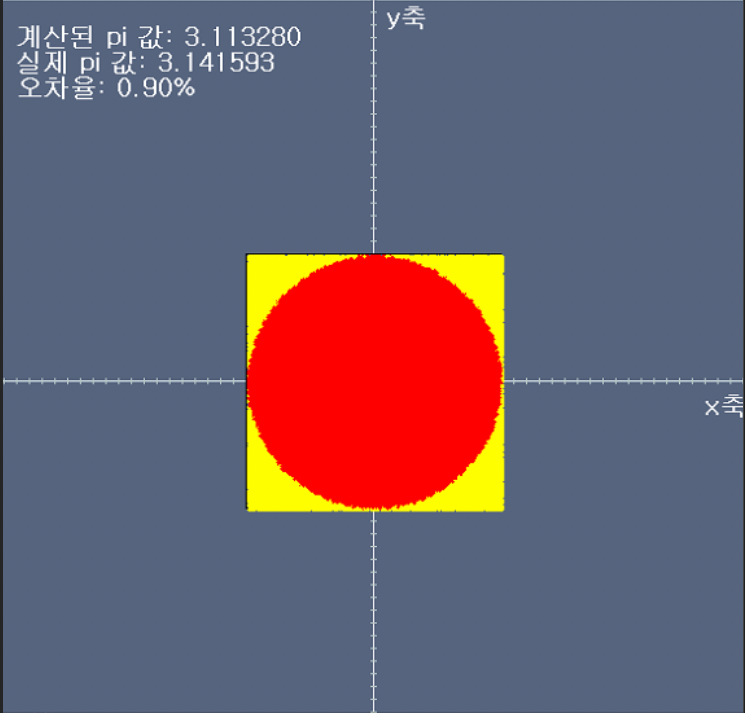 y축
계산된 pi 값: 3.113280
실제 pi 값: 3.141593
오차율: 0.90%
x축